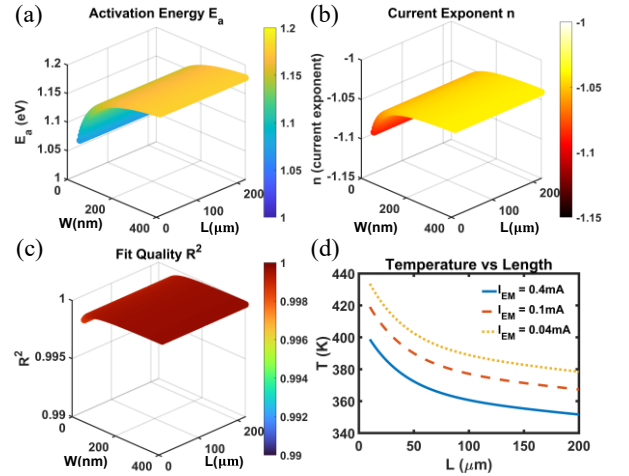 (a)
Activation Energy E_a
1.2
1.15
1.1
1.05
1
E_a (eV)
0
200
400
W(nm)
0
100
200
L(μm)
1.2
1.15
1.1
1.05
1
(b)
Current Exponent n
-1
-1.05
-1.1
-1.15
n (current exponent)
0
200
400
W(nm)
0
100
200
L(μm)
-1
-1.05
-1.1
-1.15
(c)
Fit Quality R²
1
0.995
0.99
R²
0
200
400
W(nm)
0
100
200
L(μm)
1
0.998
0.996
0.994
0.992
0.99
(d)
Temperature vs Length
440
420
400
380
360
340
T (K)
I_EM = 0.4mA
I_EM = 0.1mA
I_EM = 0.04mA
0 50 100 150 200
L (μm)